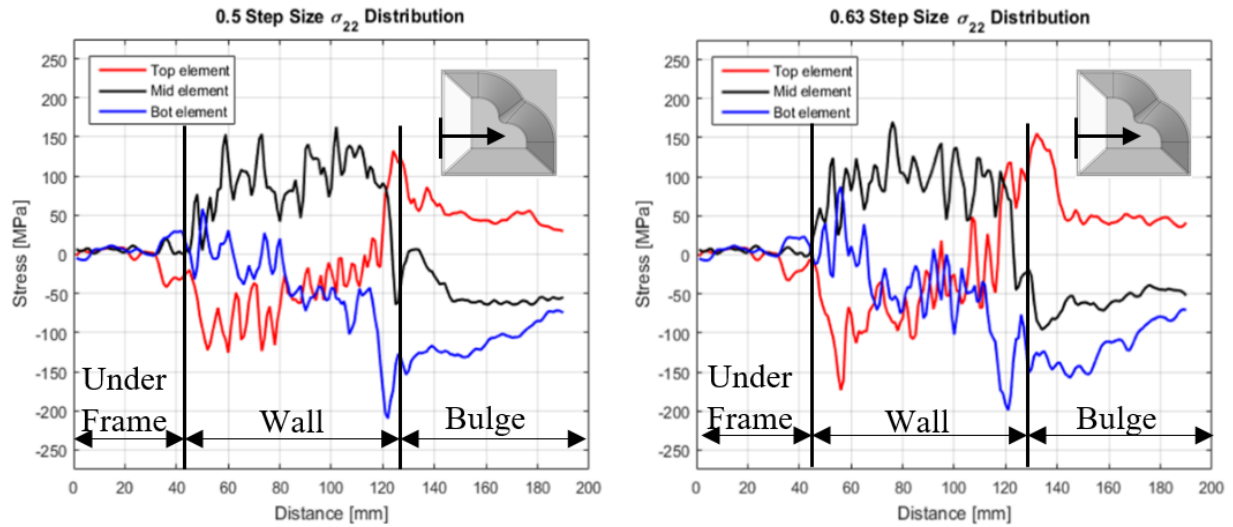 0.5 Step Size σ22 Distribution
250
200
150
100
50
0
-50
-100
-150
-200
-250
Stress [MPa]
Top element
Mid element
Bot element
Under
Frame
Wall
Bulge
0 20 40 60 80 100 120 140 160 180 200
Distance [mm]
0.63 Step Size σ22 Distribution
250
200
150
100
50
0
-50
-100
-150
-200
-250
Stress [MPa]
Top element
Mid element
Bot element
Under
Frame
Wall
Bulge
0 20 40 60 80 100 120 140 160 180 200
Distance [mm]